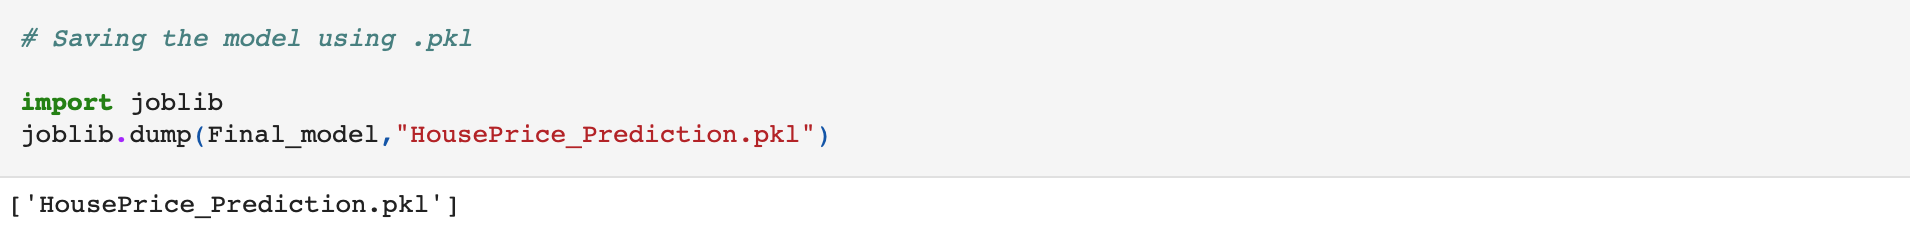 # Saving the model using .pkl
import joblib
joblib.dump(Final_model,"HousePrice_Prediction.pkl")
['HousePrice_Prediction.pkl']